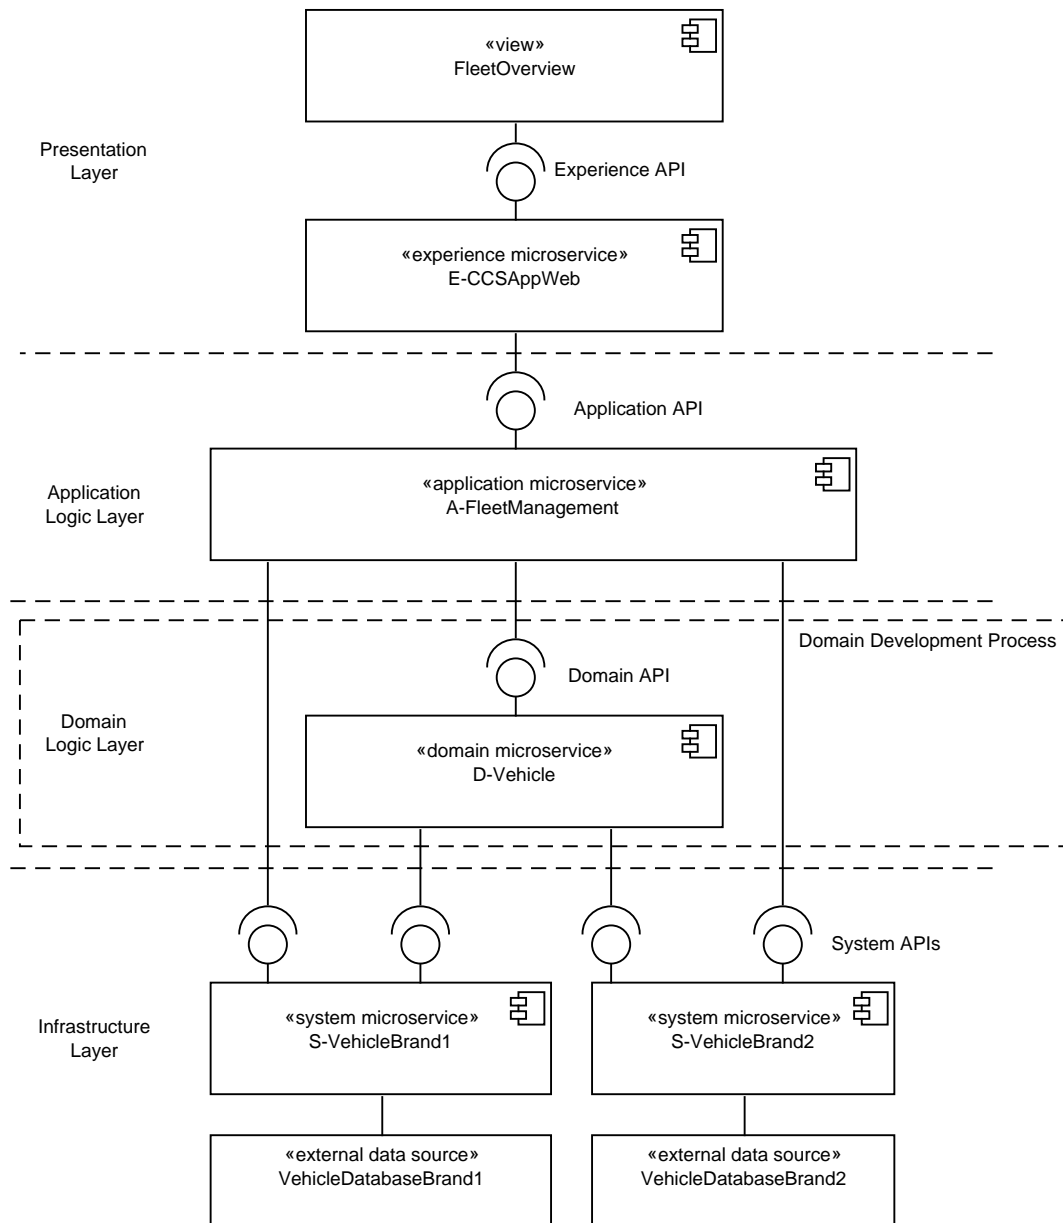 «view»
FleetOverview
Presentation
Layer
Experience API
«experience microservice»
E-CCSAppWeb
Application API
«application microservice»
A-FleetManagement
Application
Logic Layer
Domain Development Process
Domain API
Domain
Logic Layer
«domain microservice»
D-Vehicle
System APIs
«system microservice»
S-VehicleBrand1
«system microservice»
S-VehicleBrand2
Infrastructure
Layer
«external data source»
VehicleDatabaseBrand1
«external data source»
VehicleDatabaseBrand2